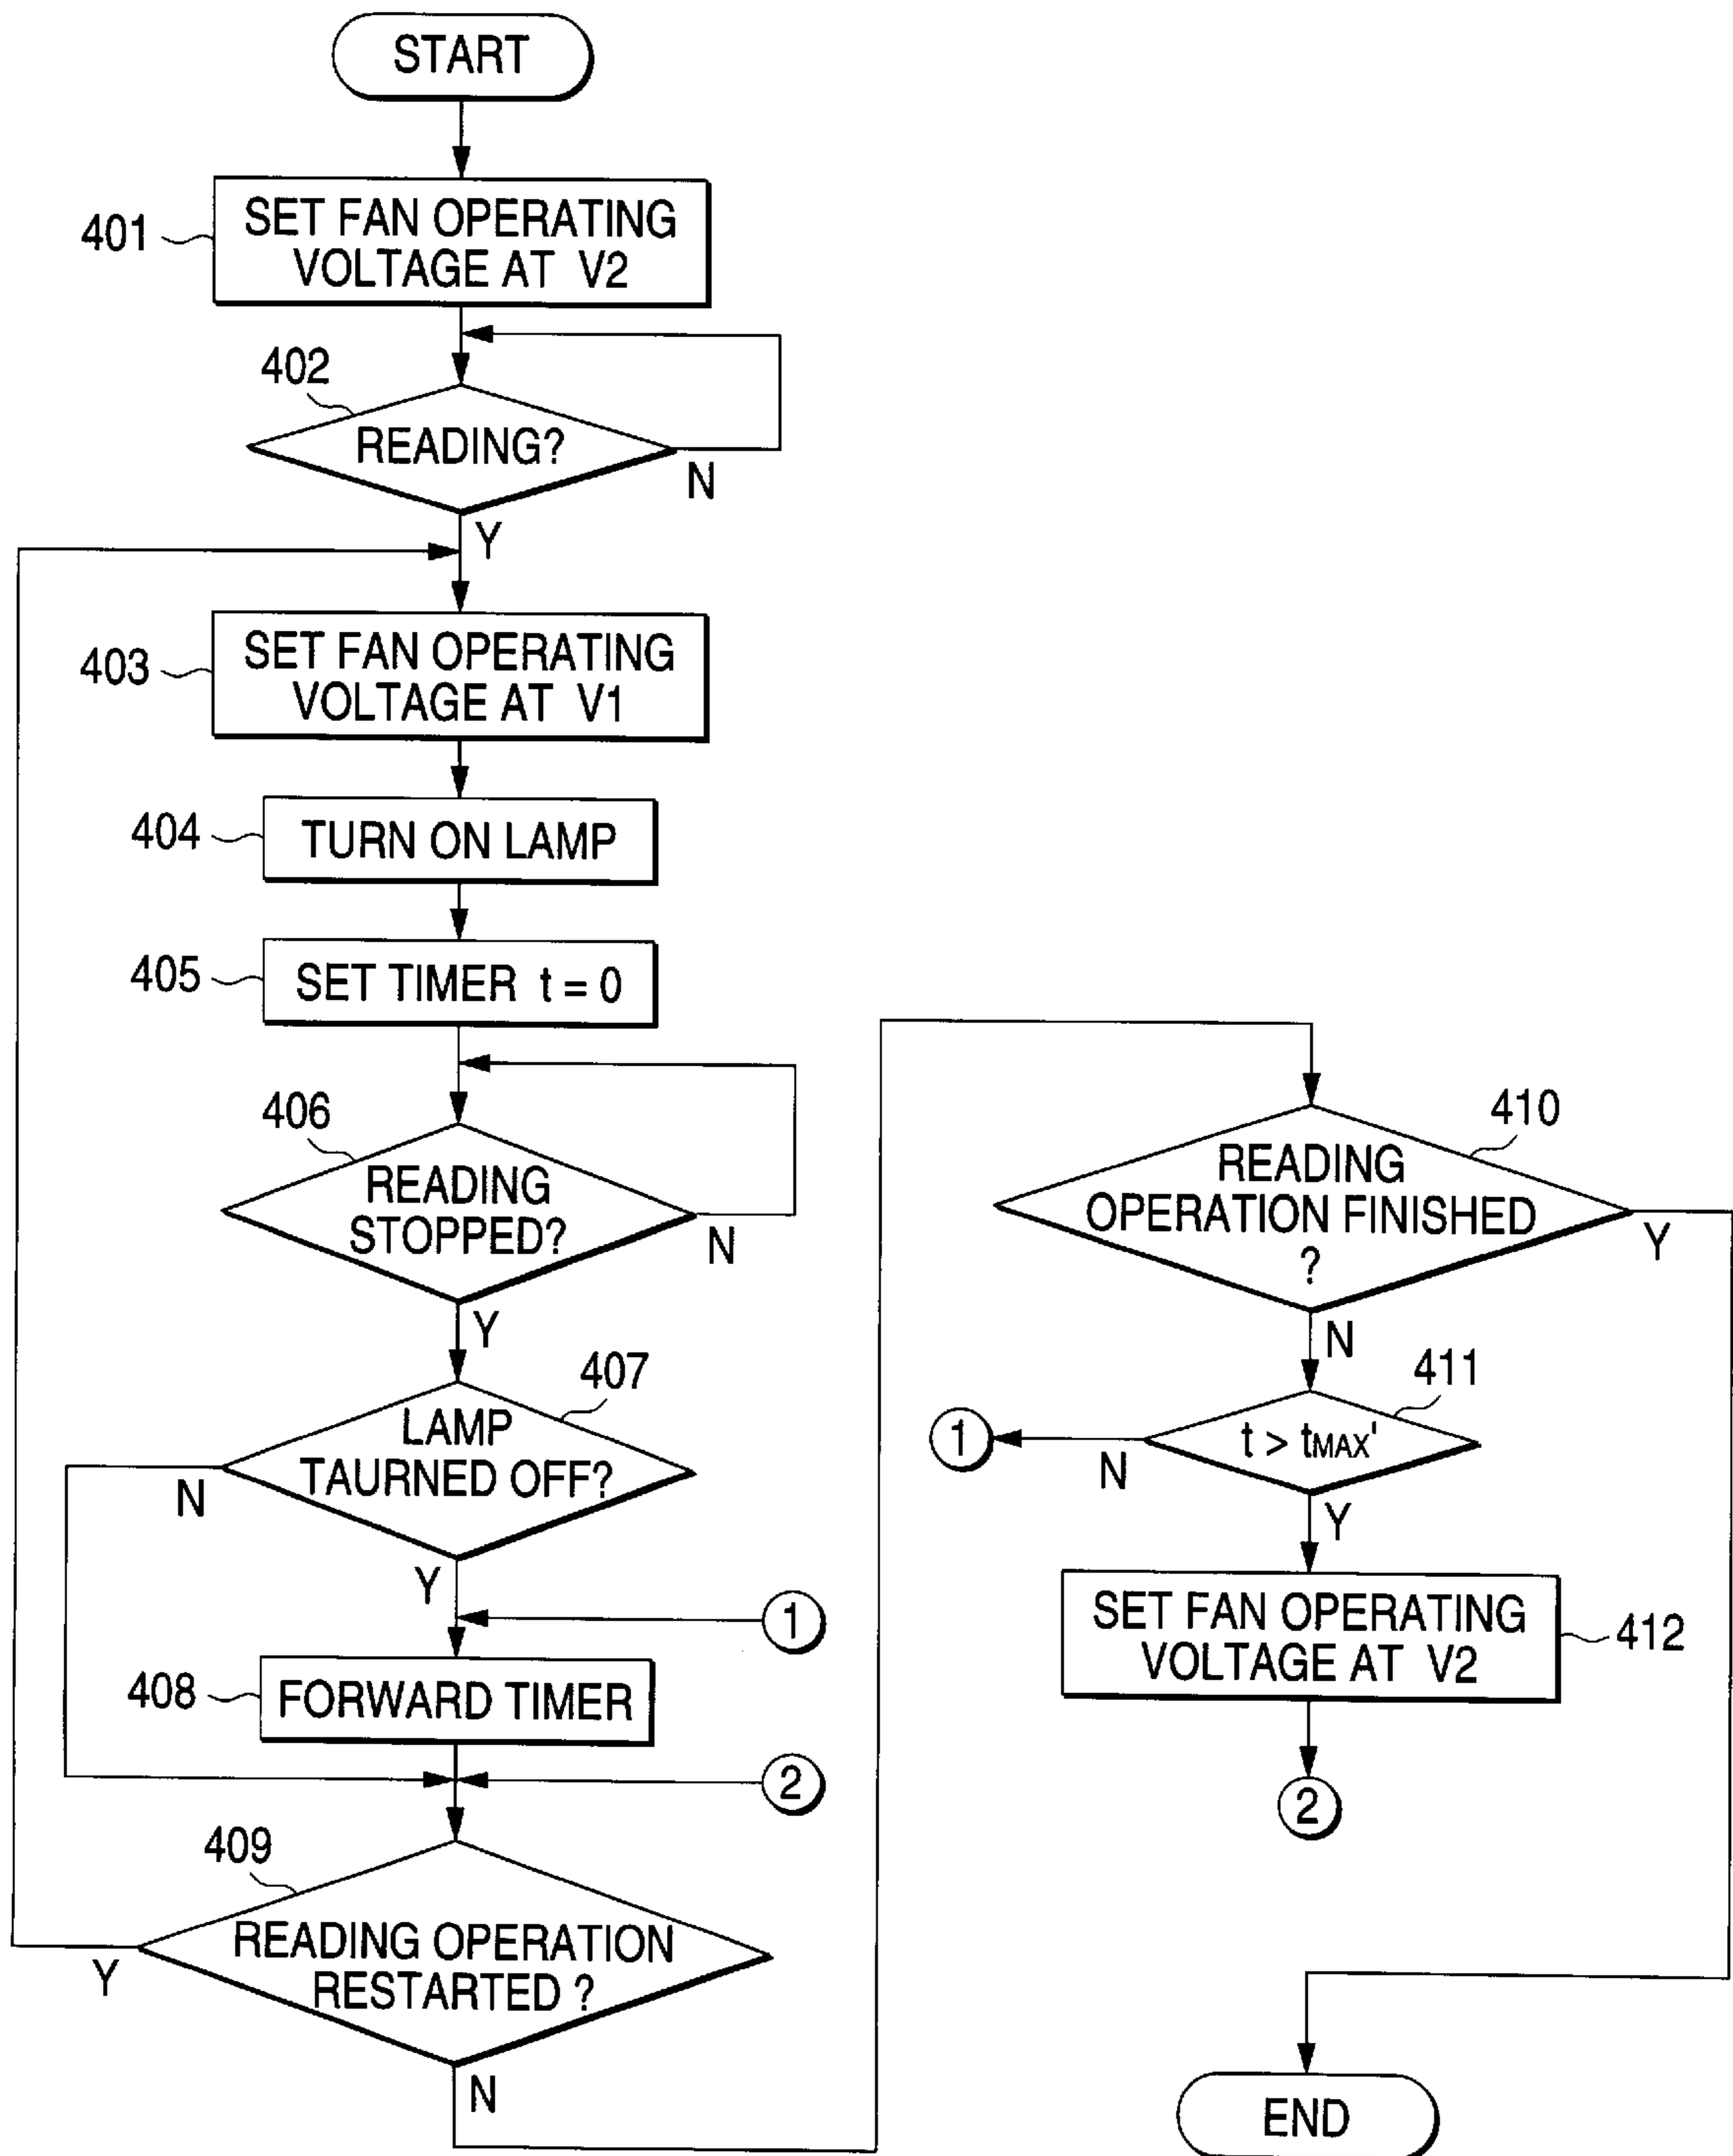 START
401
SET FAN OPERATING
VOLTAGE AT V2
402
READING?
N
Y
403
SET FAN OPERATING
VOLTAGE AT V1
404
TURN ON LAMP
405
SET TIMER t = 0
406
READING
STOPPED?
N
Y
407
LAMP
TAURNED OFF?
N
Y
1
408
FORWARD TIMER
2
409
READING OPERATION
RESTARTED ?
Y
N
410
READING
OPERATION FINISHED
?
Y
N
411
t > tMAX'
1
N
Y
SET FAN OPERATING
VOLTAGE AT V2
412
2
END